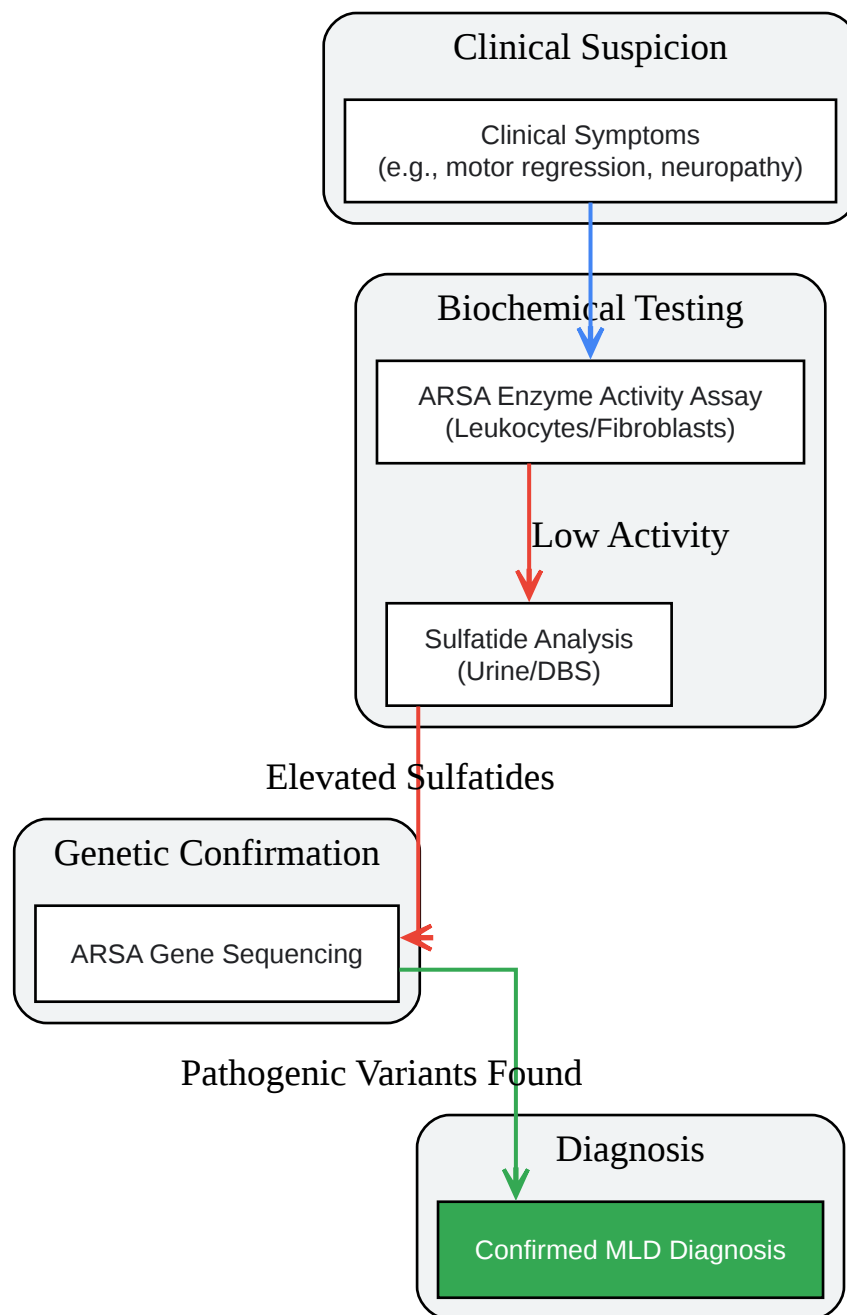 Clinical Suspicion
Clinical Symptoms
(e.g., motor regression, neuropathy)
Biochemical Testing
ARSA Enzyme Activity Assay
(Leukocytes/Fibroblasts)
Low Activity
Sulfatide Analysis
(Urine/DBS)
Elevated Sulfatides
Genetic Confirmation
ARSA Gene Sequencing
Pathogenic Variants Found
Diagnosis
Confirmed MLD Diagnosis